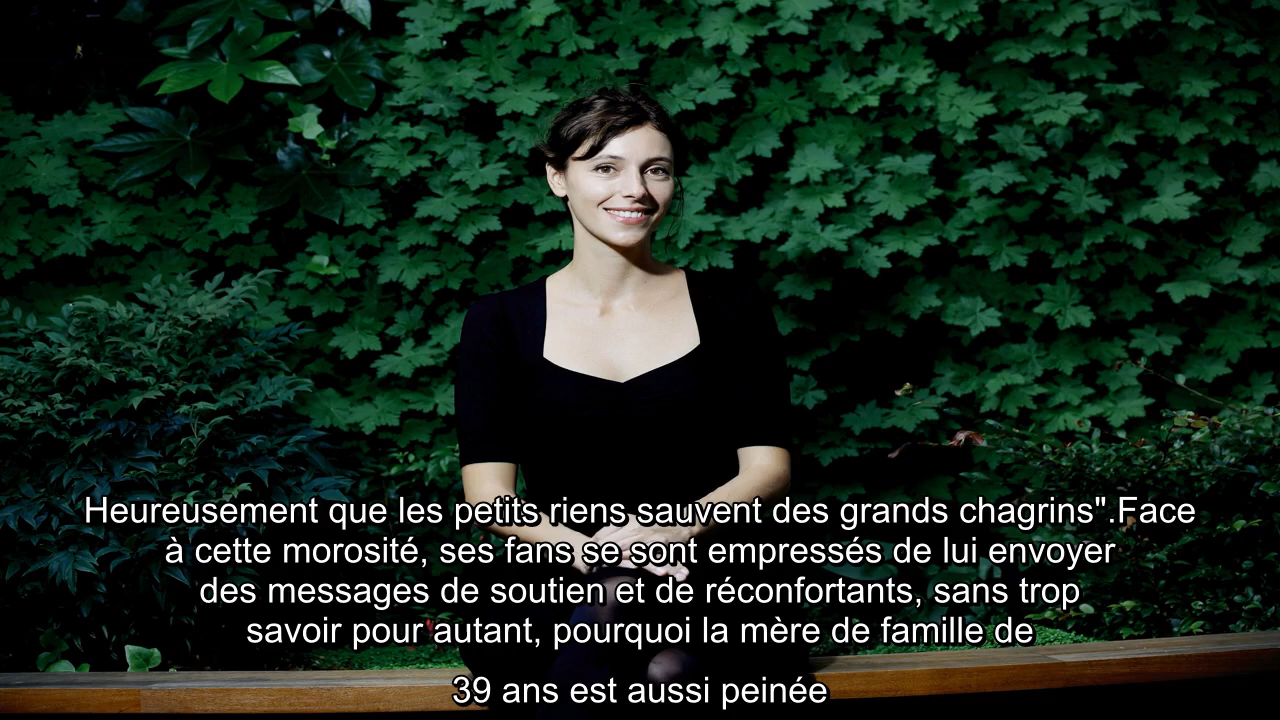 Heureusement que les petits riens sauvent des grands chagrins".Face
à cette morosité, ses fans se sont empressés de lui envoyer
des messages de soutien et de réconfortants, sans trop
savoir pour autant, pourquoi la mère de famille de
39 ans est aussi peinée